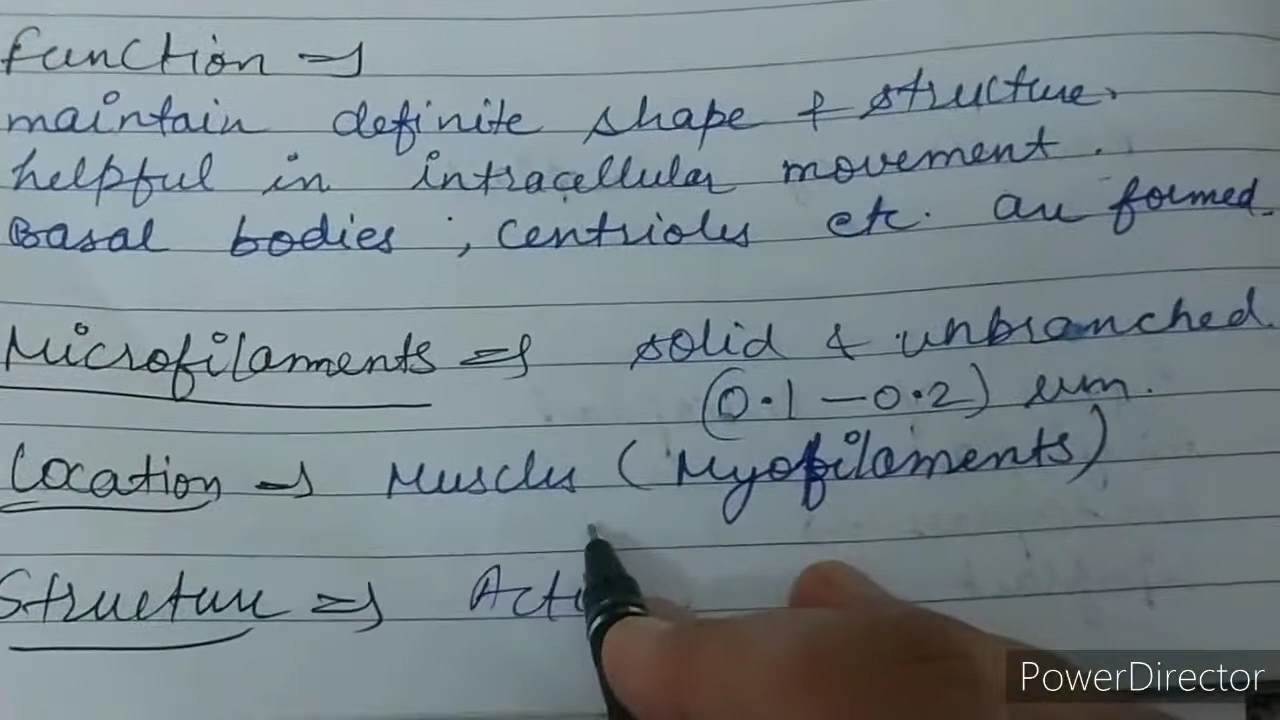 function →
maintain definite shape & structure.
helpful in intracellular movement.
Basal bodies, centrioles etc. are formed.
Microfilaments ⇒ solid & unbranched.
(0.1 – 0.2) um.
Location → Muscles (Myofilaments)
Structure ⇒ Acti
PowerDirector